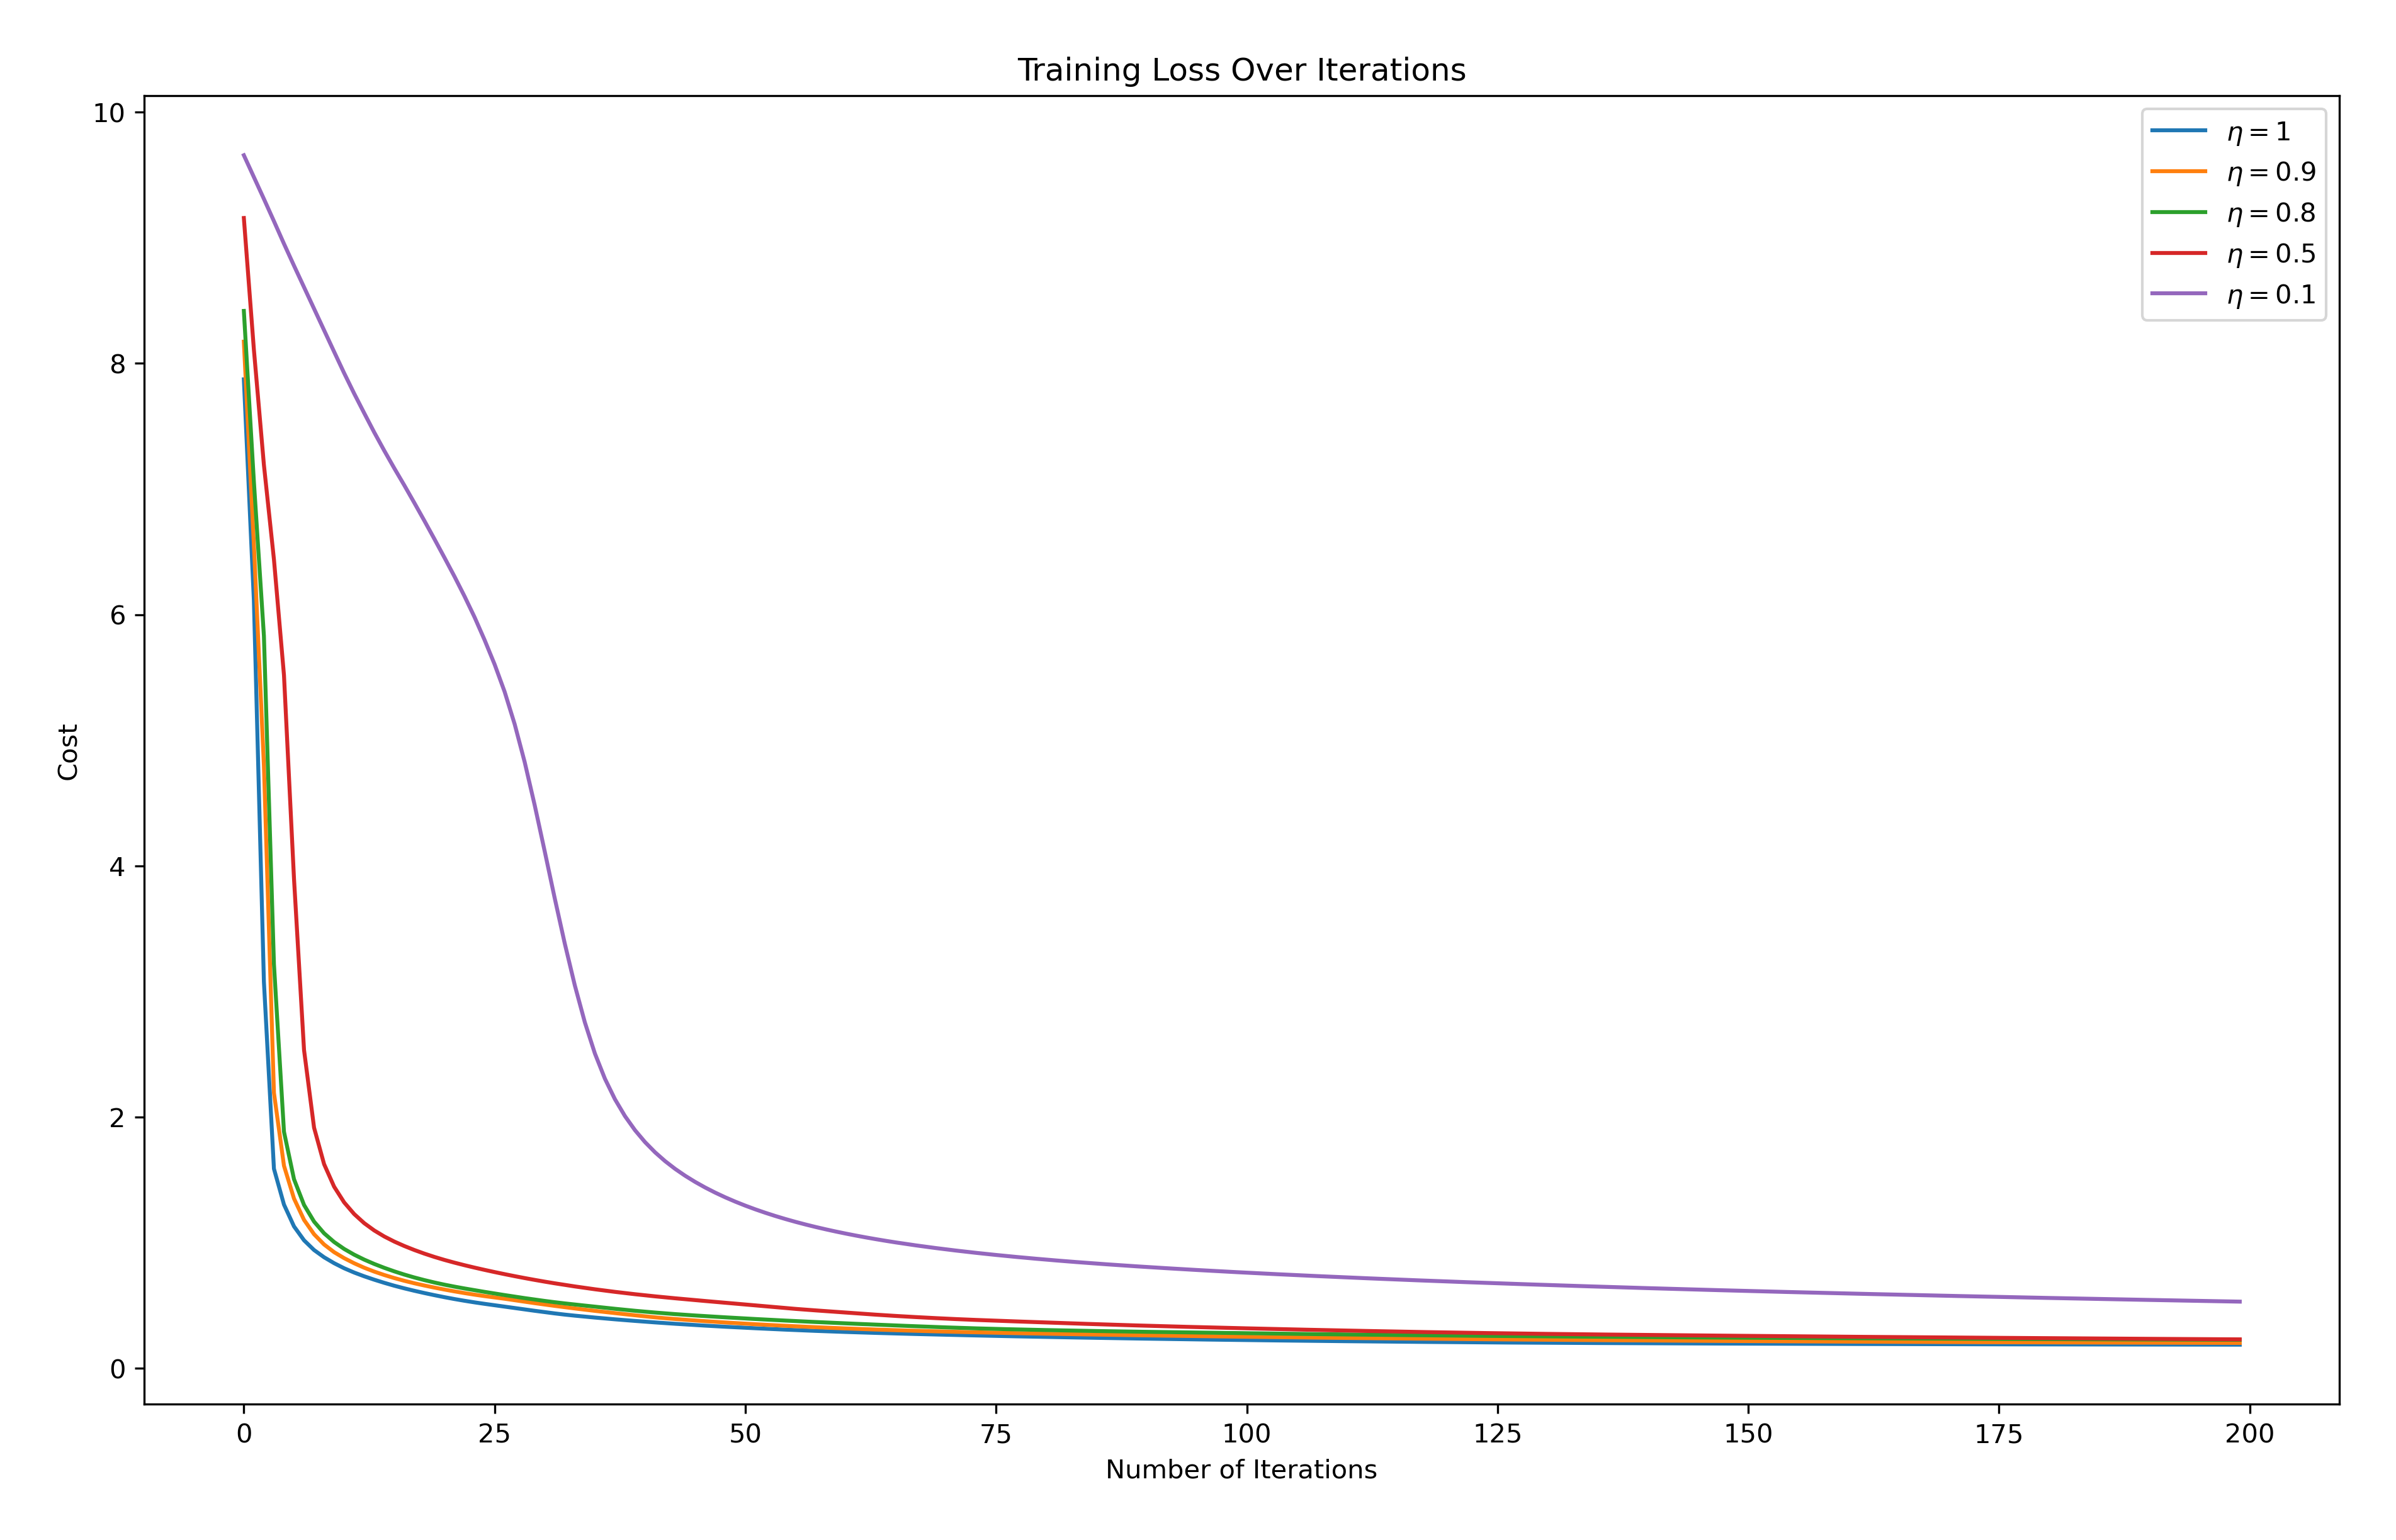 Training Loss Over Iterations
10
8
6
4
2
0
Cost
0 25 50 75 100 125 150 175 200
Number of Iterations
η = 1
η = 0.9
η = 0.8
η = 0.5
η = 0.1